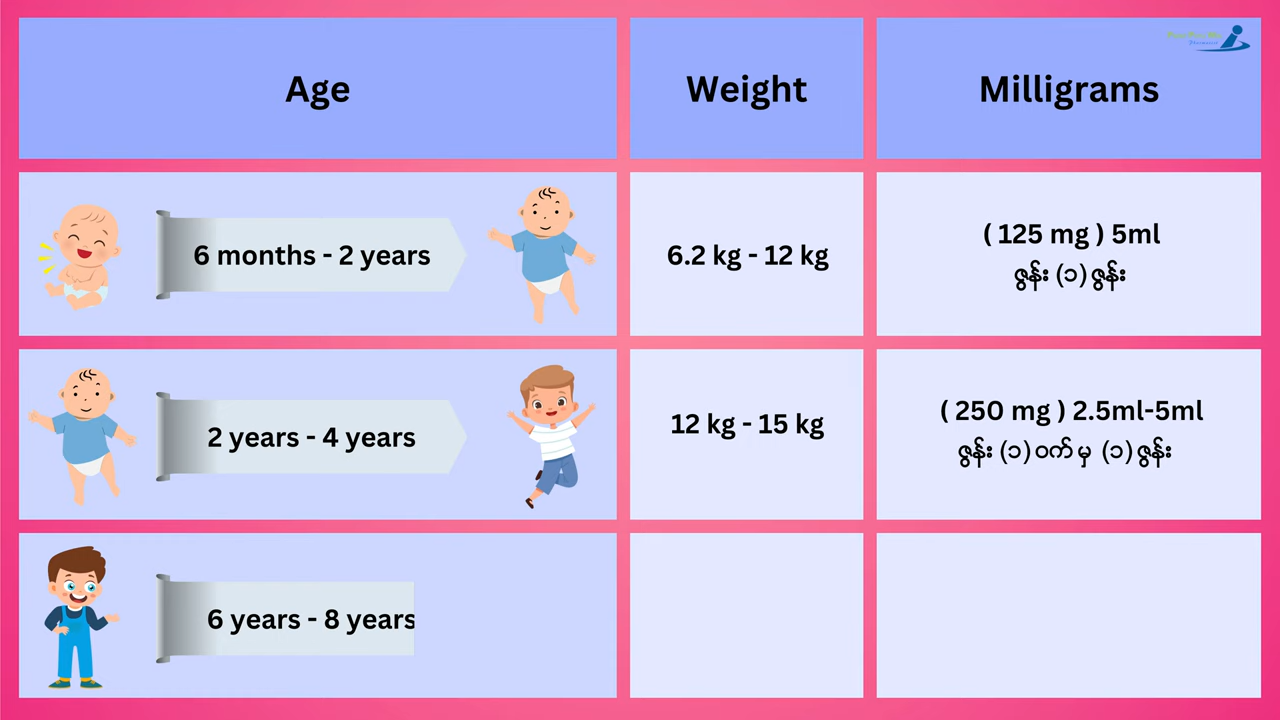 Age
Weight
Milligrams
6 months - 2 years
6.2 kg - 12 kg
( 125 mg ) 5ml
ဇွန်း (၁) ဇွန်း
2 years - 4 years
12 kg - 15 kg
( 250 mg ) 2.5ml-5ml
ဇွန်း (၁) ဝက် မှ (၁) ဇွန်း
6 years - 8 years